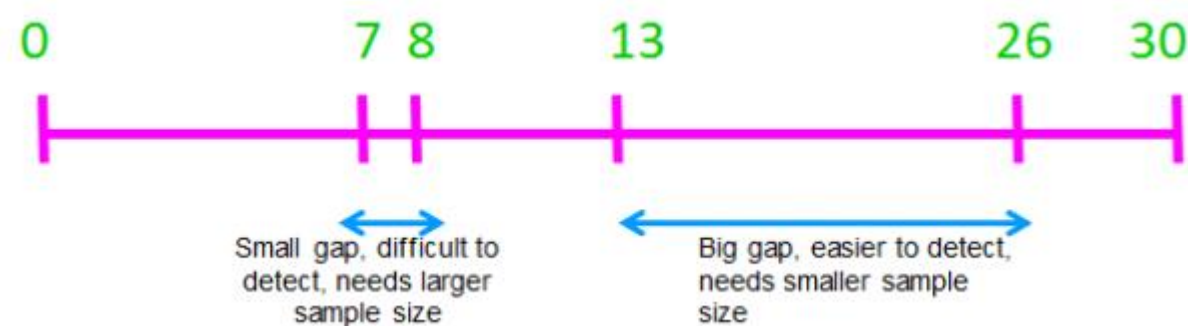 0 7 8 13 26 30
Small gap, difficult to
detect, needs larger
sample size
Big gap, easier to detect,
needs smaller sample
size